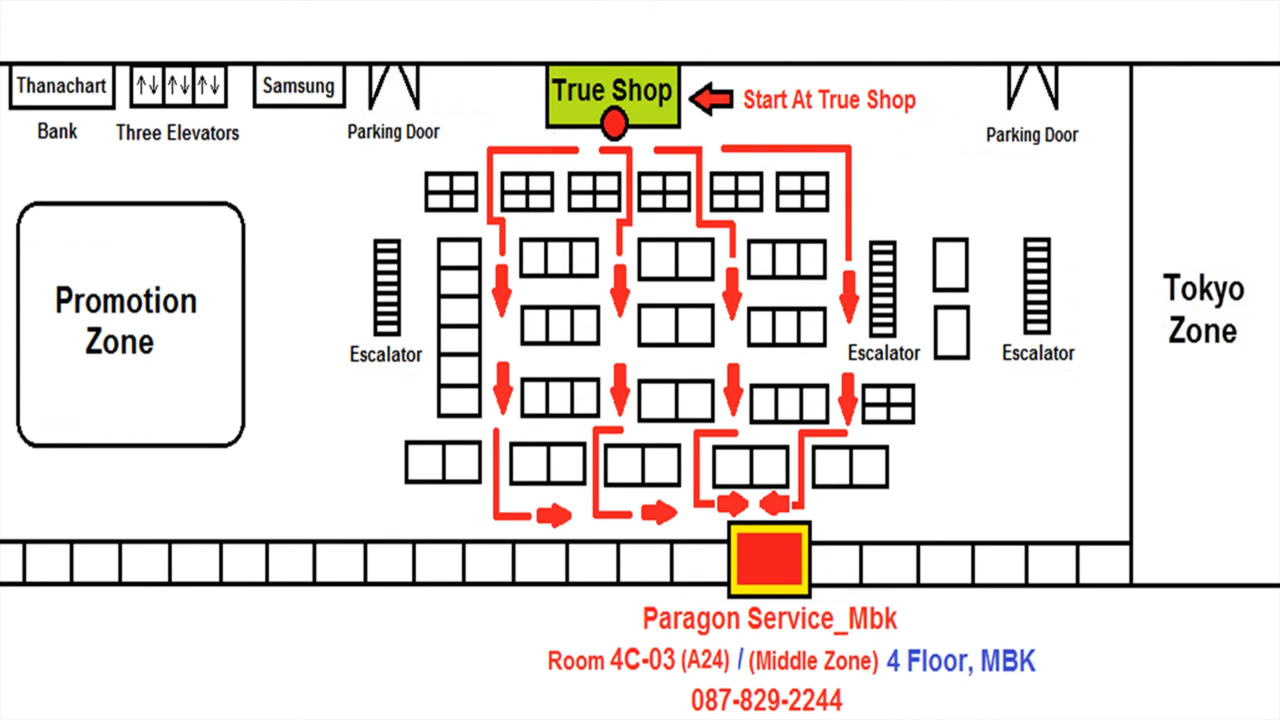 Thanachart
Bank
Three Elevators
Samsung
Parking Door
True Shop
Start At True Shop
Parking Door
Promotion
Zone
Escalator
Escalator
Escalator
Tokyo
Zone
Paragon Service_Mbk
Room 4C-03 (A24) / (Middle Zone) 4 Floor, MBK
087-829-2244